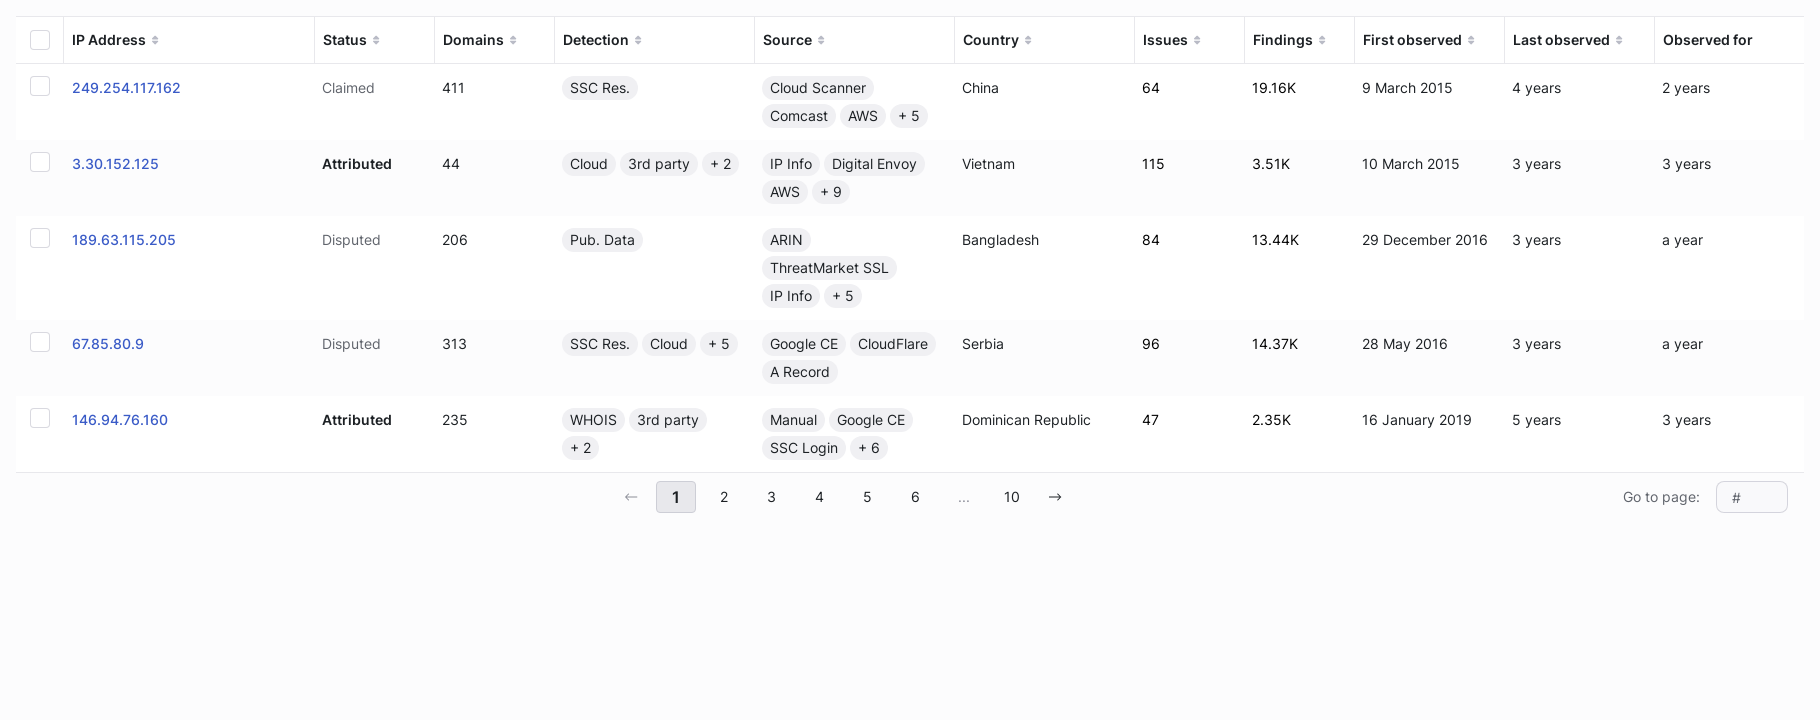 IP Address Status Domains Detection Source Country Issues Findings First observed Last observed Observed for
249.254.117.162 Claimed 411 SSC Res. Cloud Scanner China 64 19.16K 9 March 2015 4 years 2 years
Comcast AWS + 5
3.30.152.125 Attributed 44 Cloud 3rd party + 2 IP Info Digital Envoy Vietnam 115 3.51K 10 March 2015 3 years 3 years
AWS + 9
189.63.115.205 Disputed 206 Pub. Data ARIN Bangladesh 84 13.44K 29 December 2016 3 years a year
ThreatMarket SSL
IP Info + 5
67.85.80.9 Disputed 313 SSC Res. Cloud + 5 Google CE CloudFlare Serbia 96 14.37K 28 May 2016 3 years a year
A Record
146.94.76.160 Attributed 235 WHOIS 3rd party Manual Google CE Dominican Republic 47 2.35K 16 January 2019 5 years 3 years
+ 2 SSC Login + 6
← 1 2 3 4 5 6 ... 10 → Go to page: #